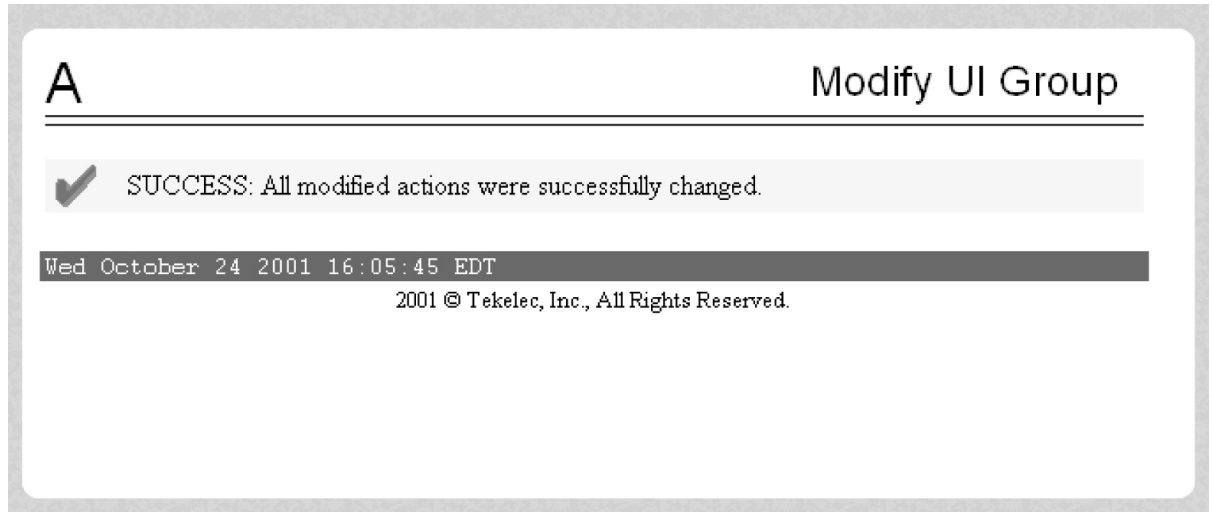 A
Modify UI Group
SUCCESS: All modified actions were successfully changed.
Wed October 24 2001 16:05:45 EDT
2001 © Tekelec, Inc., All Rights Reserved.